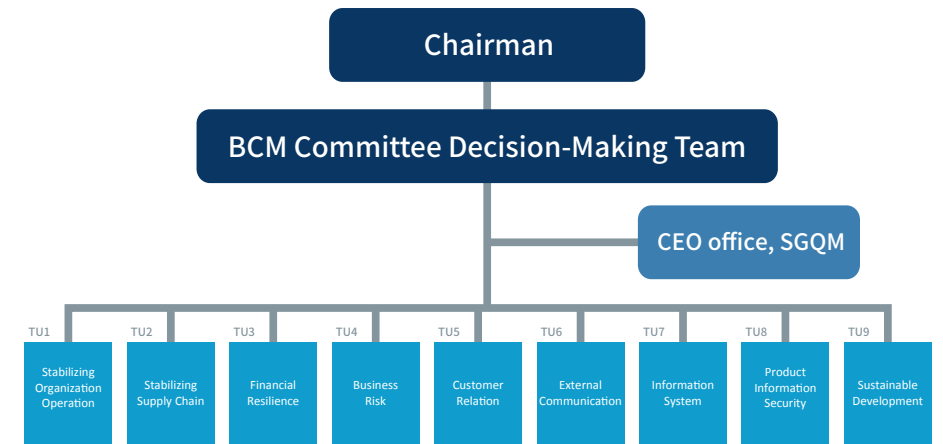 Chairman
BCM Committee Decision-Making Team
CEO office, SGQM
TU1
TU2
TU3
TU4
TU5
TU6
TU7
TU8
TU9
Stabilizing
Organization
Operation
Stabilizing
Supply Chain
Financial
Resilience
Business
Risk
Customer
Relation
External
Communication
Information
System
Product
Information
Security
Sustainable
Development